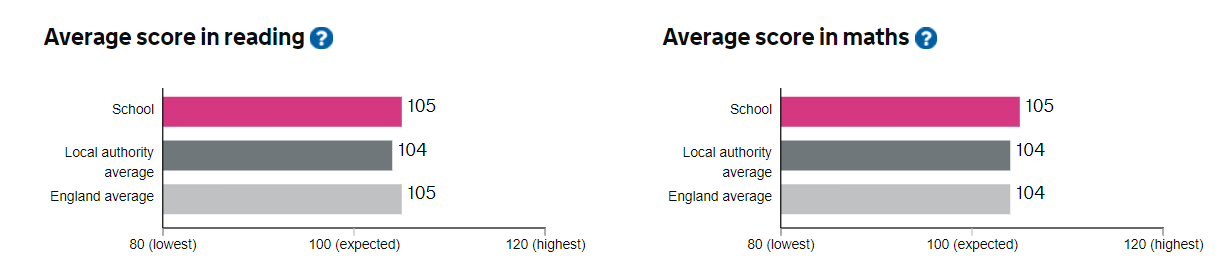 Average score in reading ?
School 105
Local authority 104
average
England average 105
80 (lowest) 100 (expected) 120 (highest)
Average score in maths ?
School 105
Local authority 104
average
England average 104
80 (lowest) 100 (expected) 120 (highest)